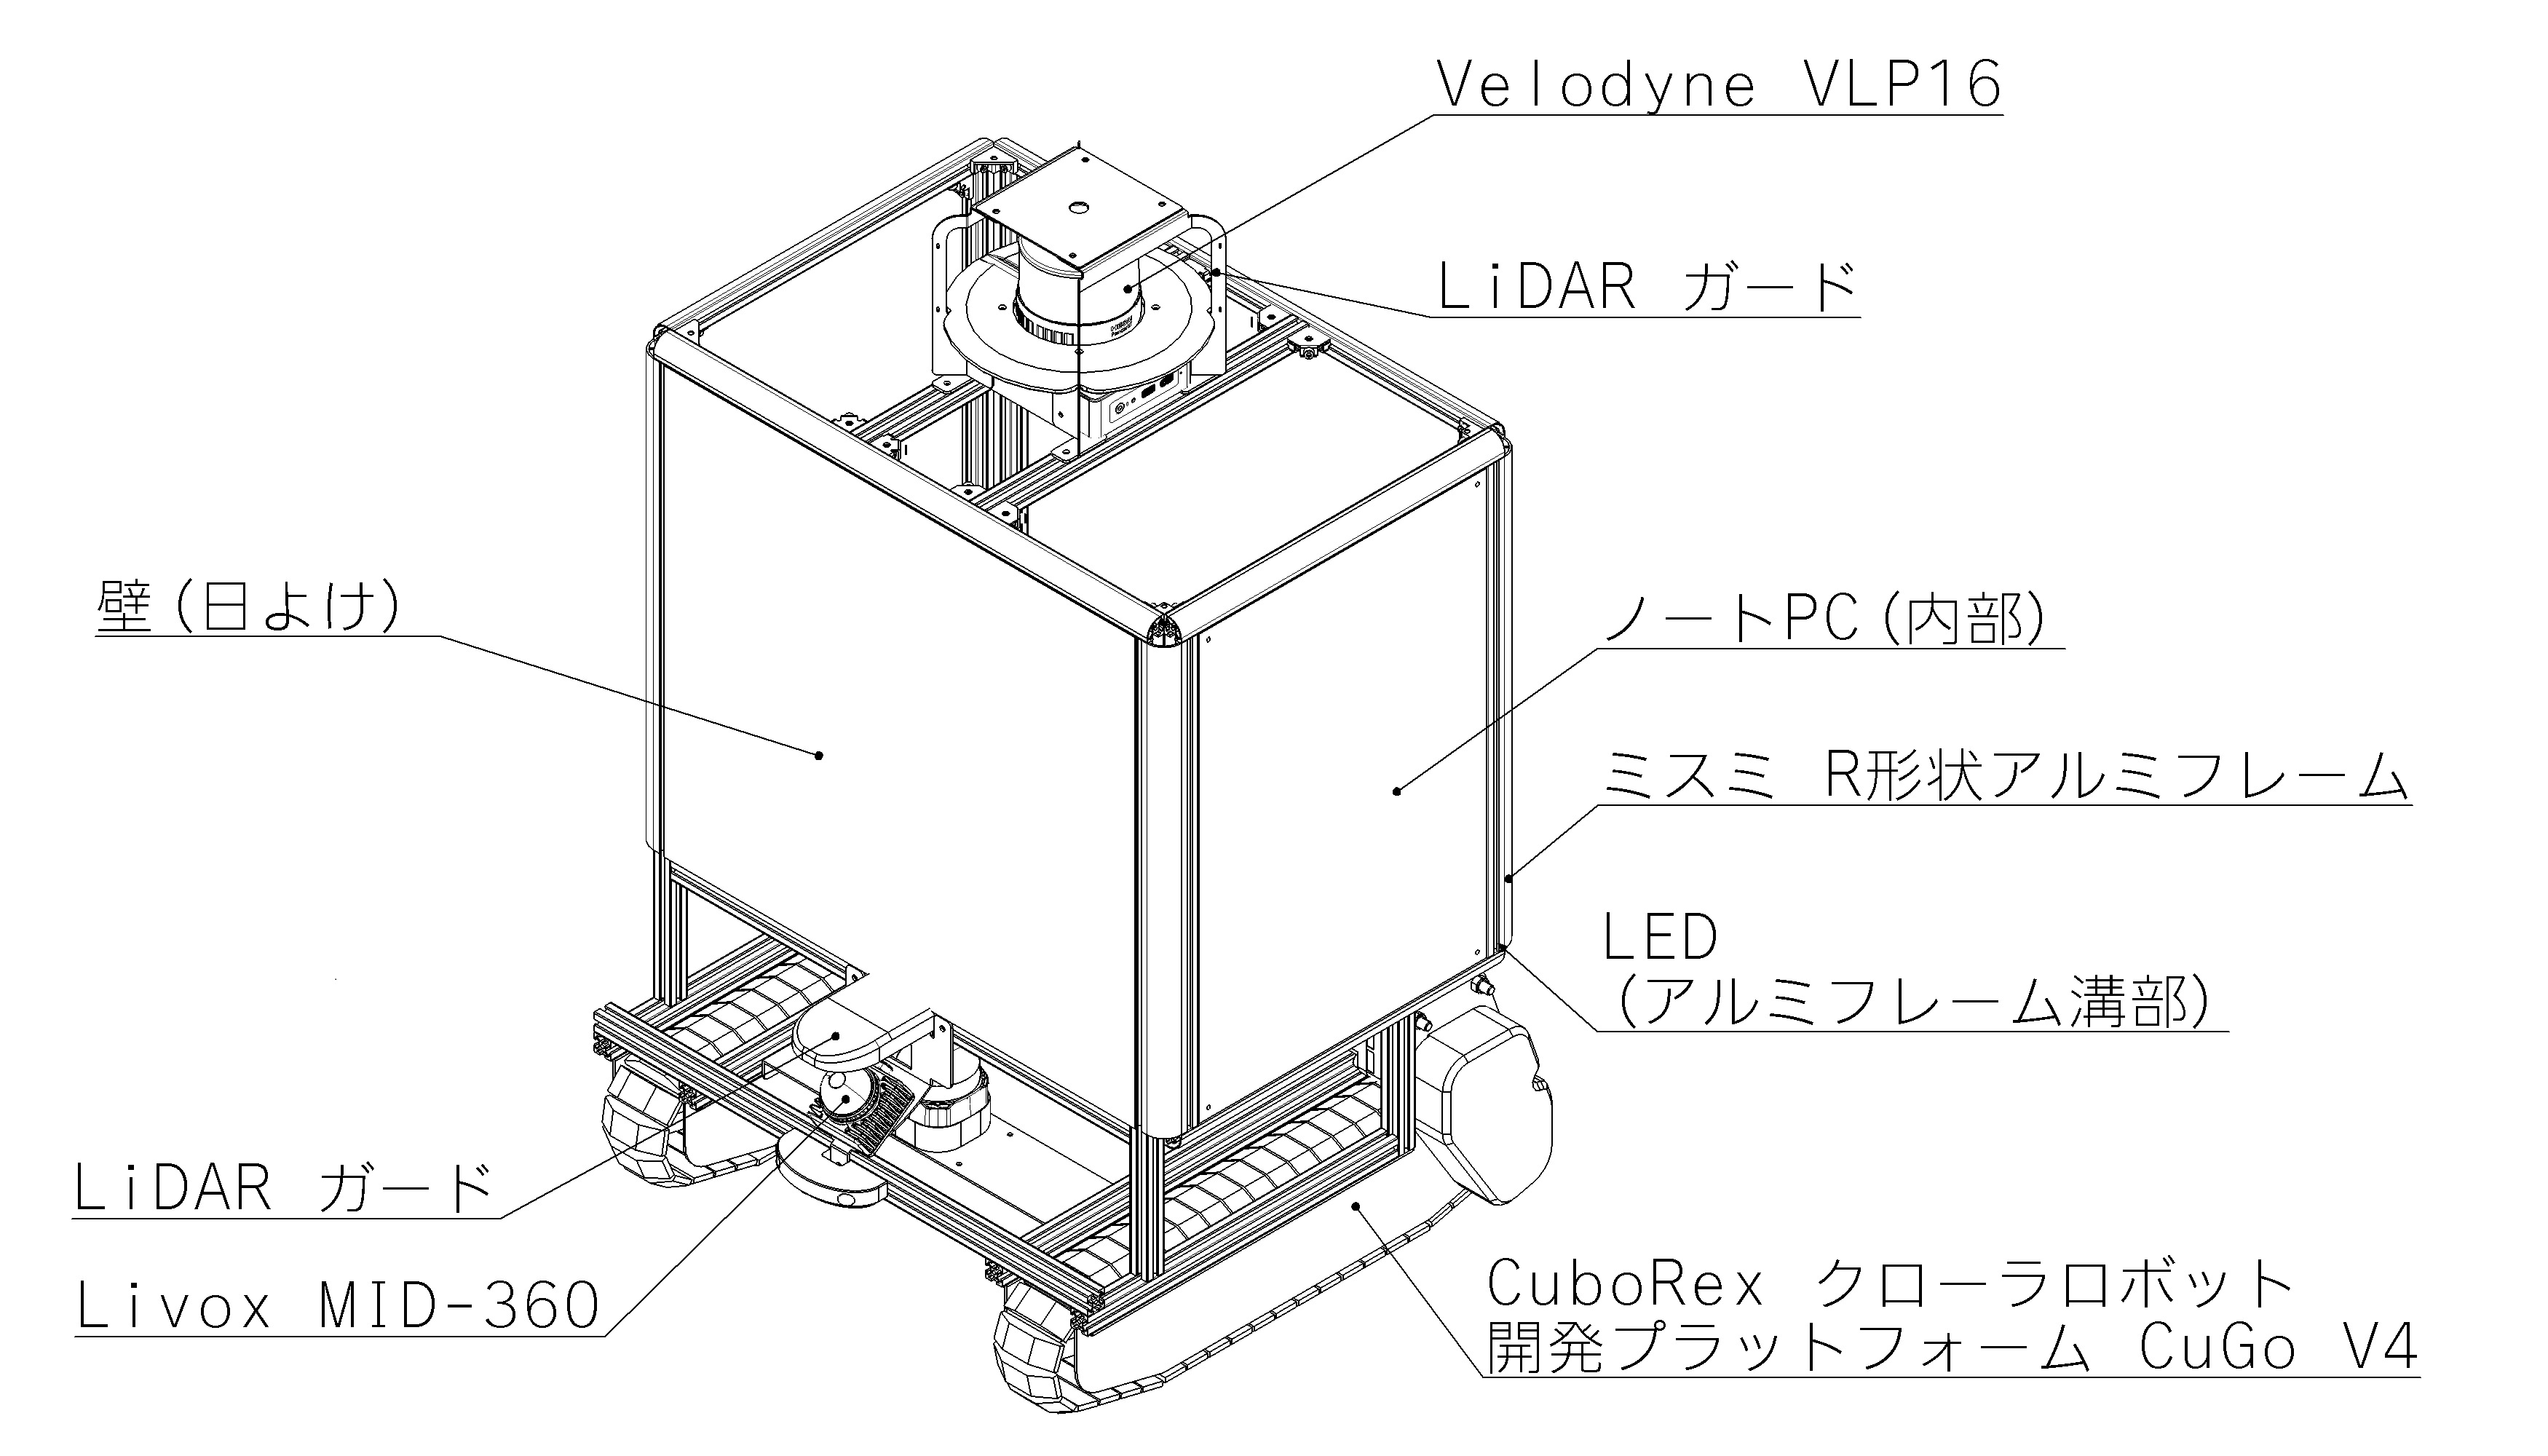 Velodyne VLP16
LiDAR ガード
壁(日よけ)
ノートPC(内部)
ミスミ R形状アルミフレーム
LED
(アルミフレーム溝部)
LiDAR ガード
Livox MID-360
CuboRex クローラロボット
開発プラットフォーム CuGo V4